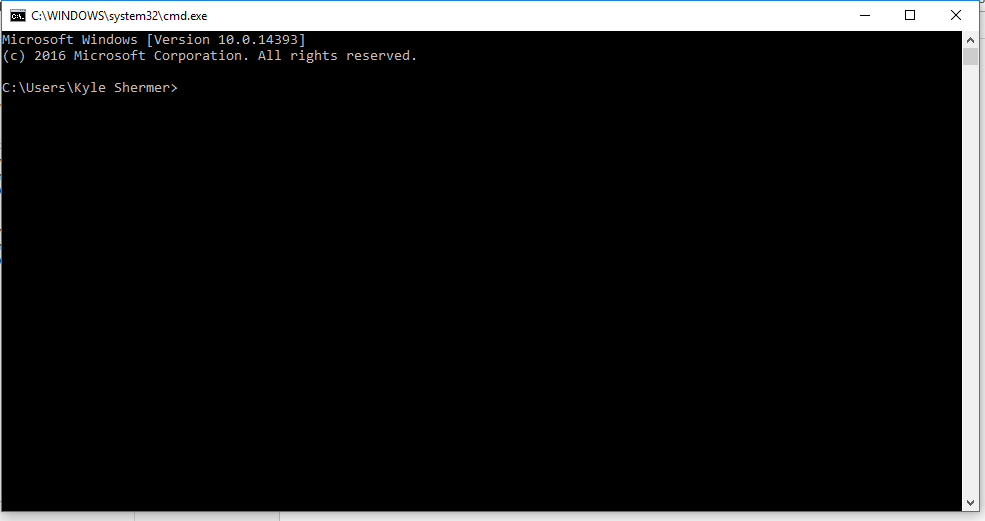 C:\WINDOWS\system32\cmd.exe
Microsoft Windows [Version 10.0.14393]
(c) 2016 Microsoft Corporation. All rights reserved.
C:\Users\Kyle Shermer>